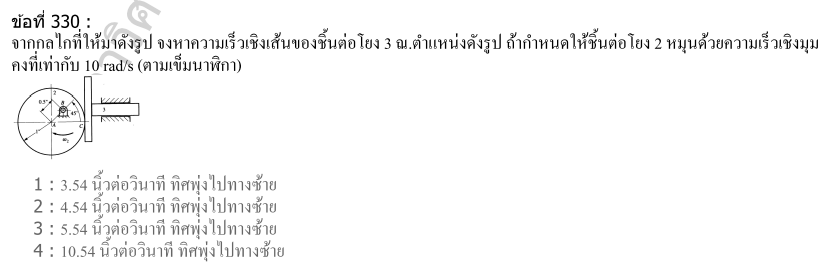 ข้อที่ 330 :
จากกลไกที่ให้มาดังรูป จงหาความเร็วเชิงเส้นของชิ้นต่อโยง 3 ณ.ตำแหน่งดังรูป ถ้ากำหนดให้ชิ้นต่อโยง 2 หมุนด้วยความเร็วเชิงมุม
คงที่เท่ากับ 10 rad/s (ตามเข็มนาฬิกา)
2
0.5"
B
45°
3
A
C
1"
ω₂
1 : 3.54 นิ้วต่อวินาที ทิศพุ่งไปทางซ้าย
2 : 4.54 นิ้วต่อวินาที ทิศพุ่งไปทางซ้าย
3 : 5.54 นิ้วต่อวินาที ทิศพุ่งไปทางซ้าย
4 : 10.54 นิ้วต่อวินาที ทิศพุ่งไปทางซ้าย